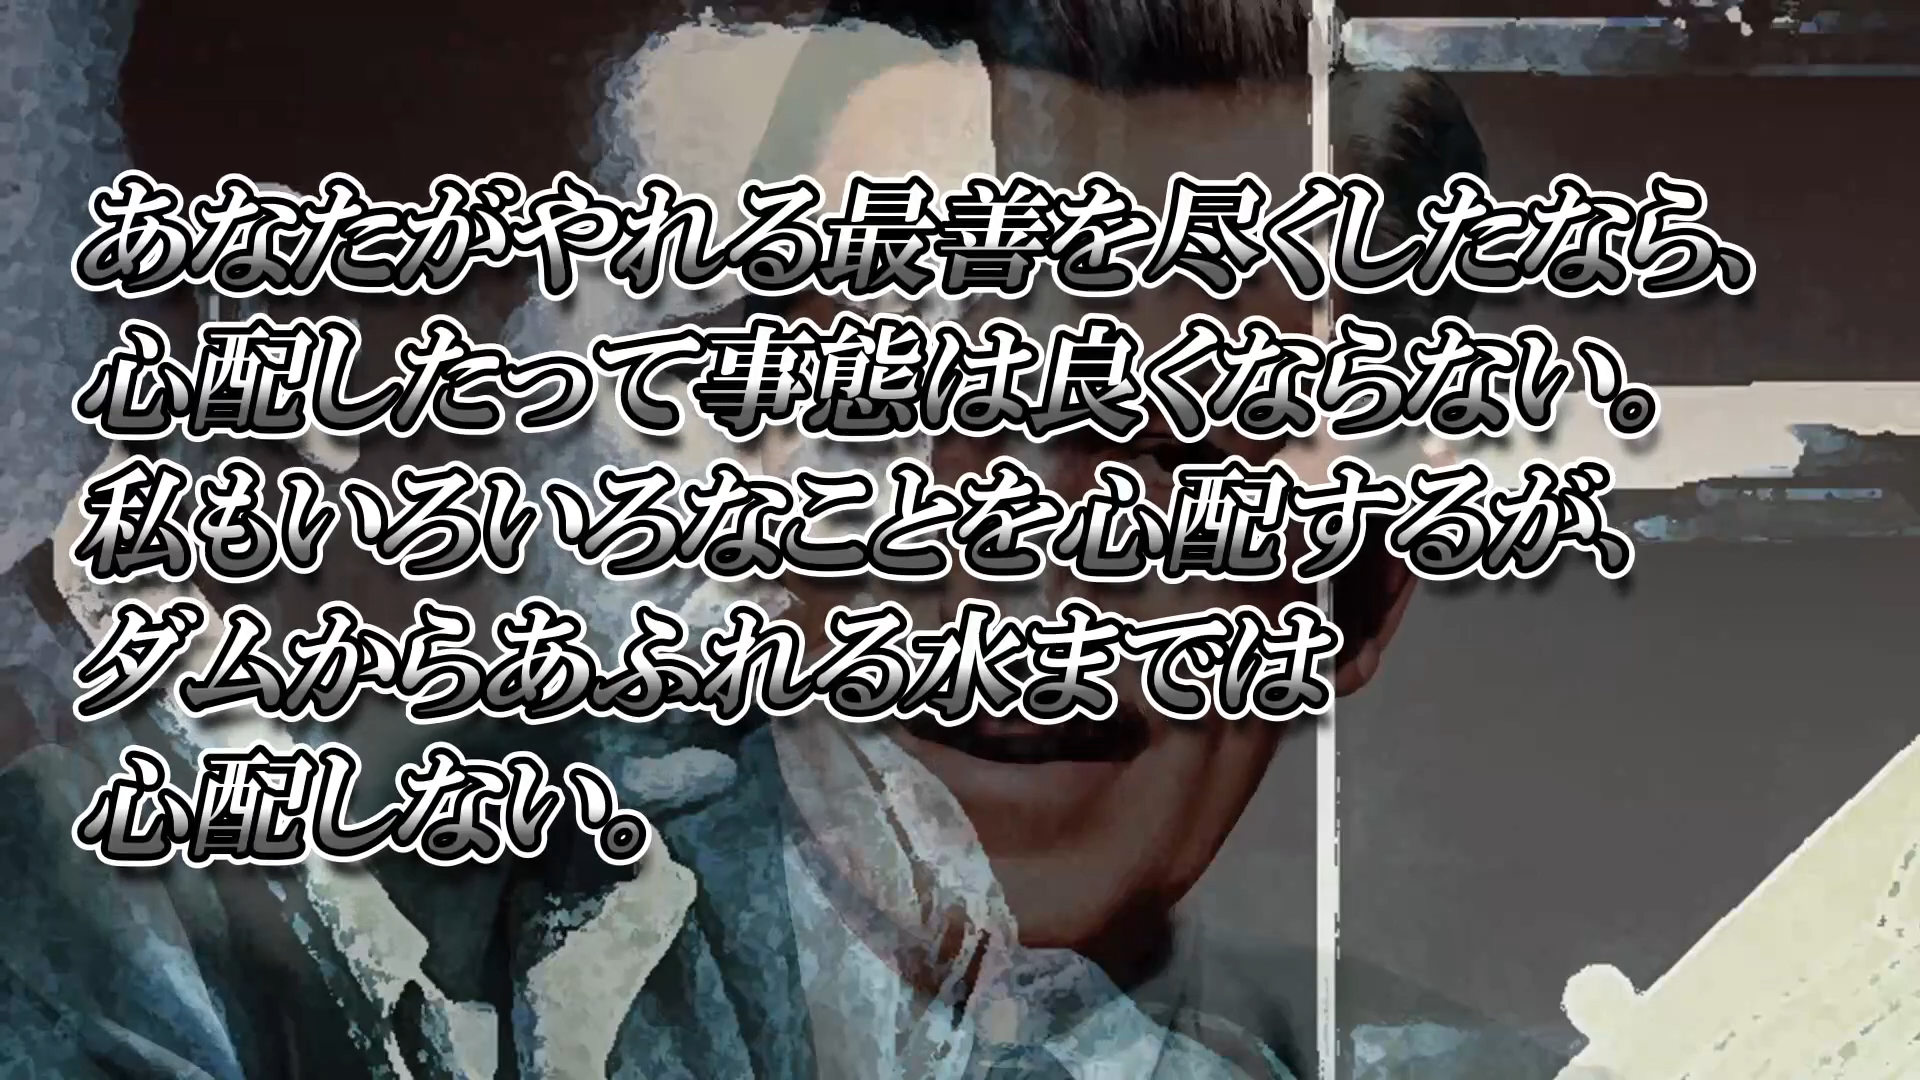 あなたがやれる最善を尽くしたなら、
心配したって事態は良くならない。
私もいろいろなことを心配するが、
ダムからあふれる水までは
心配しない。